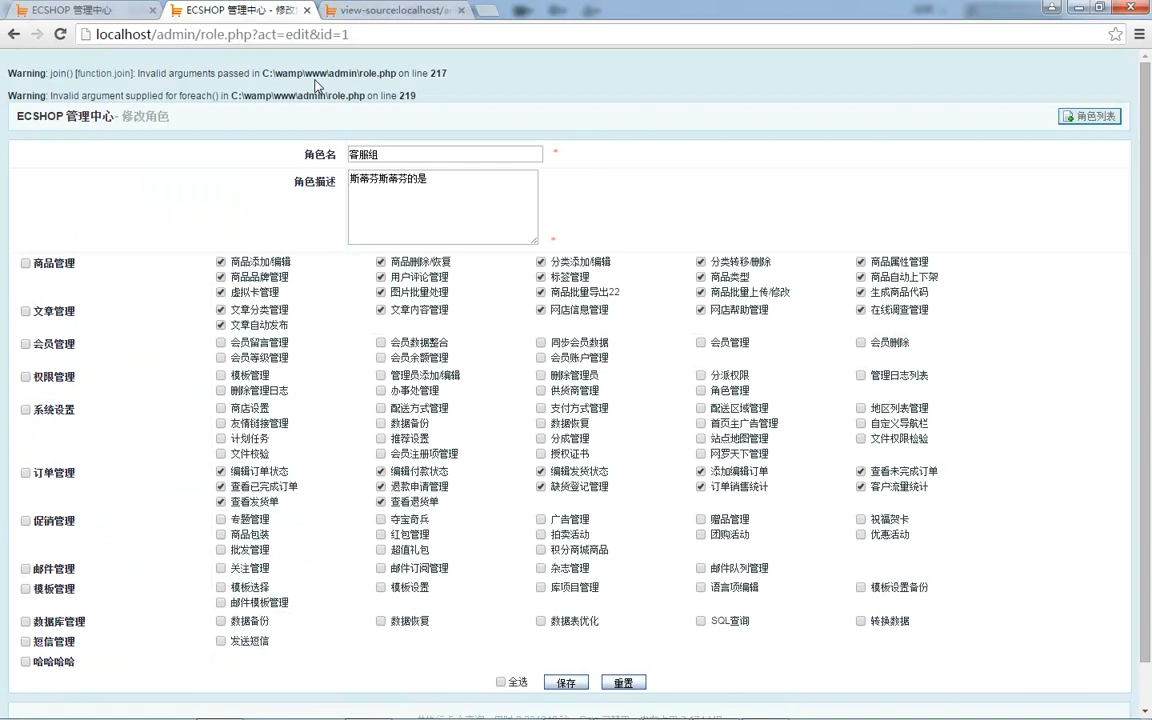 ECSHOP 管理中心
ECSHOP 管理中心 - 修改
view-source:localhost/a
localhost/admin/role.php?act=edit&id=1
Warning: join() [function.join]: Invalid arguments passed in C:\wamp\www\admin\role.php on line 217
Warning: Invalid argument supplied for foreach() in C:\wamp\www\admin\role.php on line 219
ECSHOP 管理中心 - 修改角色
角色列表
角色名 客服组 *
角色描述 斯蒂芬斯蒂芬的是 *
商品管理 商品添加/编辑 商品删除/恢复 分类添加/编辑 分类转移/删除 商品属性管理
商品品牌管理 用户评论管理 标签管理 商品类型 商品自动上下架
虚拟卡管理 图片批量处理 商品批量导出22 商品批量上传/修改 生成商品代码
文章管理 文章分类管理 文章内容管理 网店信息管理 网店帮助管理 在线调查管理
文章自动发布
会员管理 会员留言管理 会员数据整合 同步会员数据 会员管理 会员删除
会员等级管理 会员余额管理 会员账户管理
权限管理 模板管理 管理员添加/编辑 删除管理员 分派权限 管理日志列表
删除管理日志 办事处管理 供货商管理 角色管理
系统设置 商店设置 配送方式管理 支付方式管理 配送区域管理 地区列表管理
友情链接管理 数据备份 数据恢复 首页主广告管理 自定义导航栏
计划任务 推荐设置 分成管理 站点地图管理 文件权限检验
文件校验 会员注册项管理 授权证书 网罗天下管理
订单管理 编辑订单状态 编辑付款状态 编辑发货状态 添加编辑订单 查看未完成订单
查看已完成订单 退款申请管理 缺货登记管理 订单销售统计 客户流量统计
查看发货单 查看退货单
促销管理 专题管理 夺宝奇兵 广告管理 赠品管理 祝福贺卡
商品包装 红包管理 拍卖活动 团购活动 优惠活动
批发管理 超值礼包 积分商城商品
邮件管理 关注管理 邮件订阅管理 杂志管理 邮件队列管理
模板管理 模板选择 模板设置 库项目管理 语言项编辑 模板设置备份
邮件模板管理
数据库管理 数据备份 数据恢复 数据表优化 SQL查询 转换数据
短信管理 发送短信
哈哈哈哈
全选 保存 重置